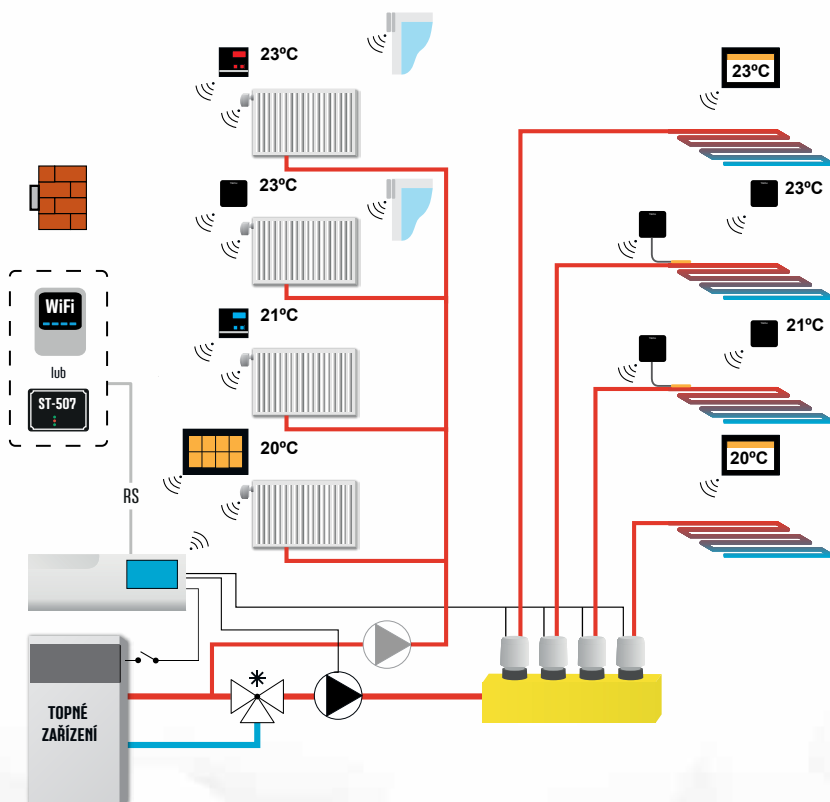 23ºC
23ºC
23ºC
23ºC
WiFi
lub
ST-507
21ºC
21ºC
20ºC
20ºC
RS
TOPNÉ
ZAŘÍZENÍ